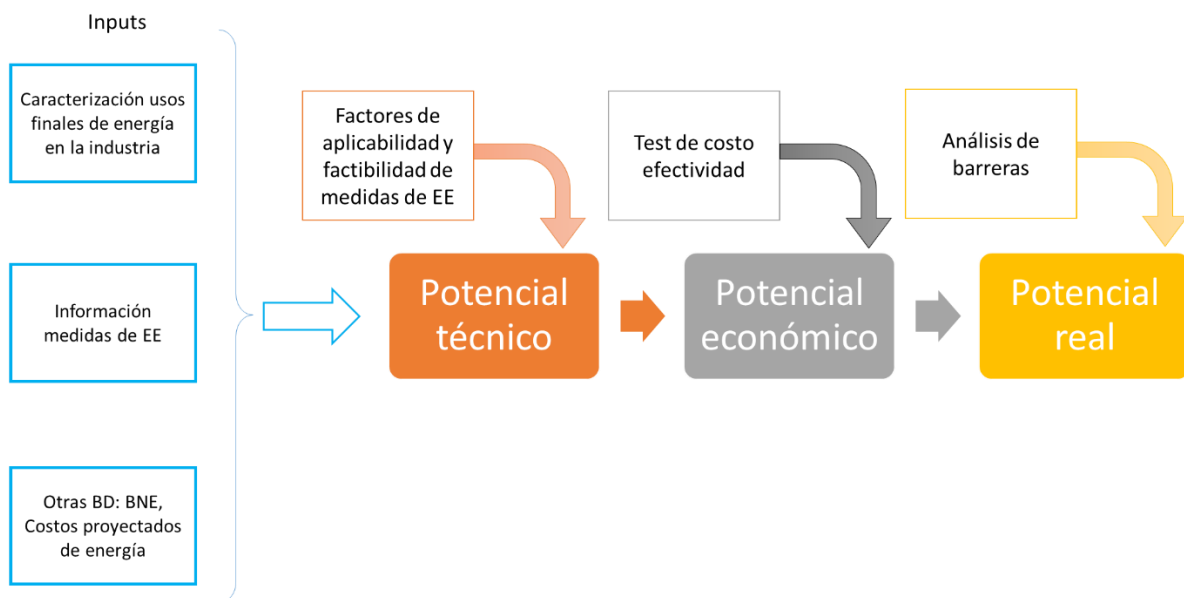 Inputs
Caracterización usos
finales de energía
en la industria
Información
medidas de EE
Otras BD: BNE,
Costos proyectados
de energía
Factores de
aplicabilidad y
factibilidad de
medidas de EE
Potencial
técnico
Test de costo
efectividad
Potencial
económico
Análisis de
barreras
Potencial
real